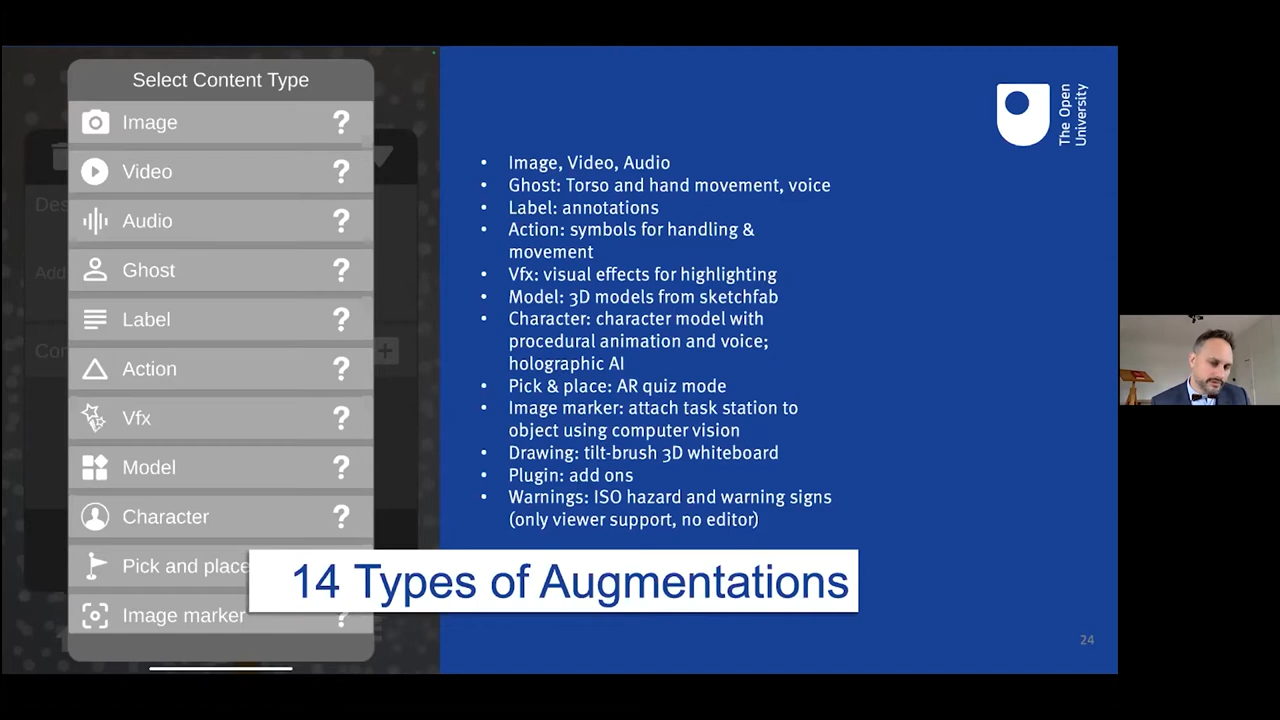 Select Content Type
Image ?
Video ?
Audio ?
Ghost ?
Label ?
Action ?
Vfx ?
Model ?
Character ?
Pick and place
Image marker ?
The Open
University
• Image, Video, Audio
• Ghost: Torso and hand movement, voice
• Label: annotations
• Action: symbols for handling &
movement
• Vfx: visual effects for highlighting
• Model: 3D models from sketchfab
• Character: character model with
procedural animation and voice;
holographic AI
• Pick & place: AR quiz mode
• Image marker: attach task station to
object using computer vision
• Drawing: tilt-brush 3D whiteboard
• Plugin: add ons
• Warnings: ISO hazard and warning signs
(only viewer support, no editor)
14 Types of Augmentations
24